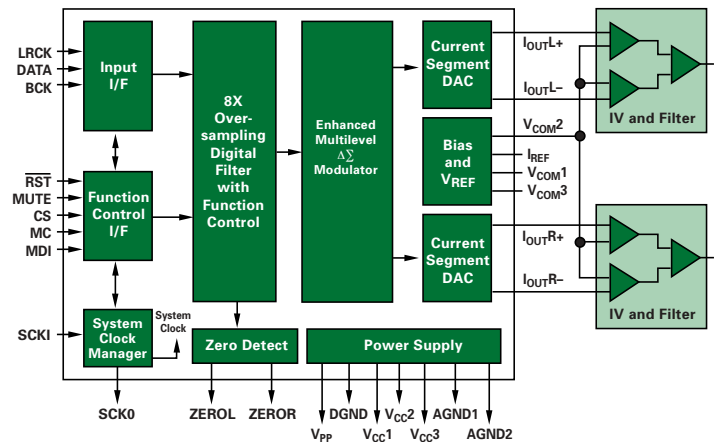 LRCK
DATA
BCK
Input
I/F
RST
MUTE
CS
MC
MDI
Function
Control
I/F
SCKI
System
Clock
Manager
System
Clock
SCK0
8X
Over-
sampling
Digital
Filter
with
Function
Control
Zero Detect
ZEROL
ZEROR
Enhanced
Multilevel
ΔΣ
Modulator
Current
Segment
DAC
Bias
and
VREF
Current
Segment
DAC
Power Supply
VPP
DGND
VCC1
VCC2
VCC3
AGND1
AGND2
IOUTL+
IOUTL–
VCOM2
IREF
VCOM1
VCOM3
IOUTR+
IOUTR–
IV and Filter
IV and Filter